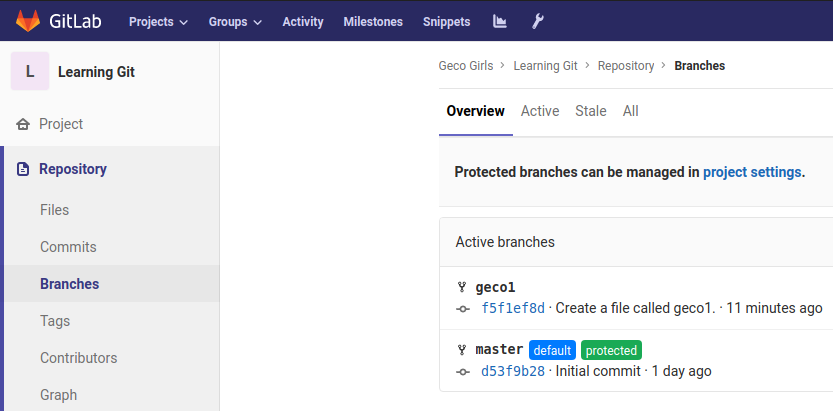 GitLab Projects Groups Activity Milestones Snippets
L Learning Git
Project
Repository
Files
Commits
Branches
Tags
Contributors
Graph
Geco Girls > Learning Git > Repository > Branches
Overview Active Stale All
Protected branches can be managed in project settings.
Active branches
geco1
f5f1ef8d · Create a file called geco1. · 11 minutes ago
master default protected
d53f9b28 · Initial commit · 1 day ago